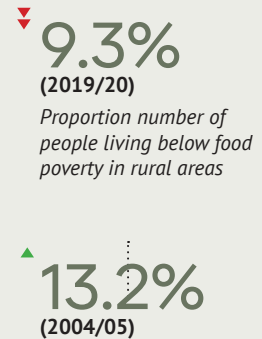 9.3%
(2019/20)
Proportion number of
people living below food
poverty in rural areas
13.2%
(2004/05)